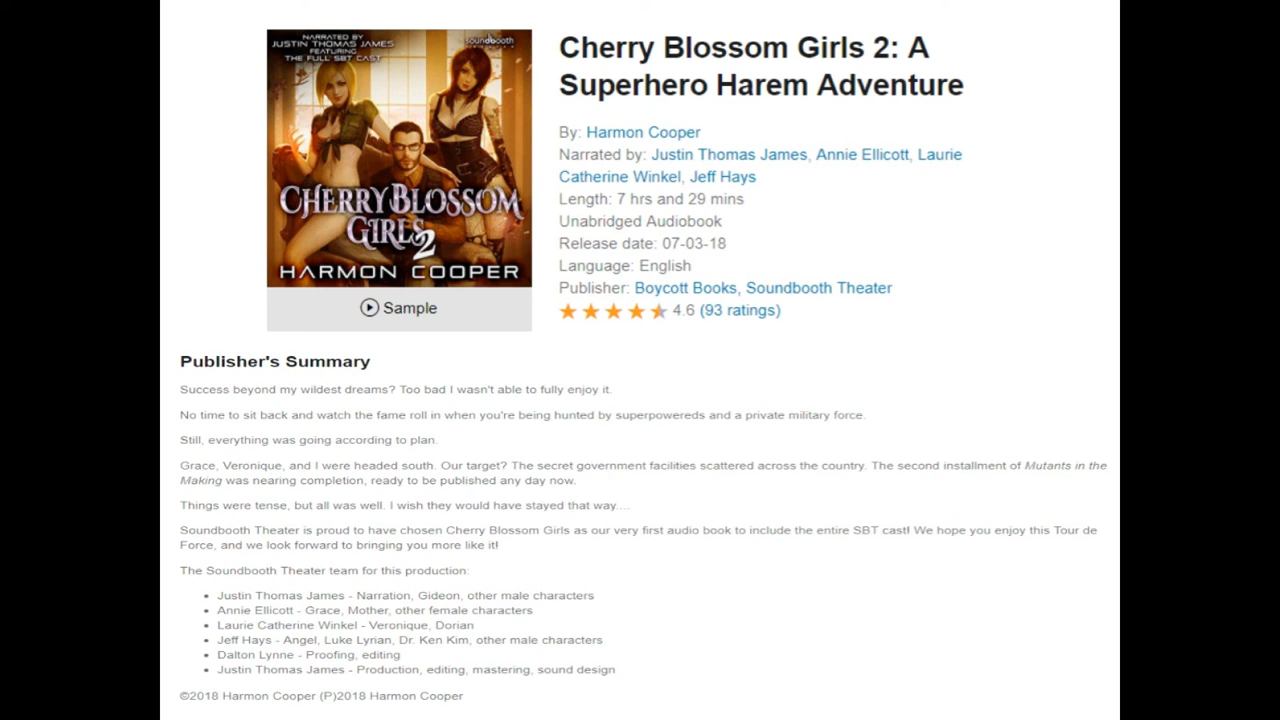 NARRATED BY
JUSTIN THOMAS JAMES
FEATURING
THE FULL SBT CAST
soundbooth
CHERRY BLOSSOM
GIRLS
2
HARMON COOPER
Sample
Cherry Blossom Girls 2: A
Superhero Harem Adventure
By: Harmon Cooper
Narrated by: Justin Thomas James, Annie Ellicott, Laurie
Catherine Winkel, Jeff Hays
Length: 7 hrs and 29 mins
Unabridged Audiobook
Release date: 07-03-18
Language: English
Publisher: Boycott Books, Soundbooth Theater
4.6 (93 ratings)
Publisher's Summary
Success beyond my wildest dreams? Too bad I wasn't able to fully enjoy it.
No time to sit back and watch the fame roll in when you're being hunted by superpowereds and a private military force.
Still, everything was going according to plan.
Grace, Veronique, and I were headed south. Our target? The secret government facilities scattered across the country. The second installment of Mutants in the
Making was nearing completion, ready to be published any day now.
Things were tense, but all was well. I wish they would have stayed that way....
Soundbooth Theater is proud to have chosen Cherry Blossom Girls as our very first audio book to include the entire SBT cast! We hope you enjoy this Tour de
Force, and we look forward to bringing you more like it!
The Soundbooth Theater team for this production:
• Justin Thomas James - Narration, Gideon, other male characters
• Annie Ellicott - Grace, Mother, other female characters
• Laurie Catherine Winkel - Veronique, Dorian
• Jeff Hays - Angel, Luke Lyrian, Dr. Ken Kim, other male characters
• Dalton Lynne - Proofing, editing
• Justin Thomas James - Production, editing, mastering, sound design
©2018 Harmon Cooper (P)2018 Harmon Cooper